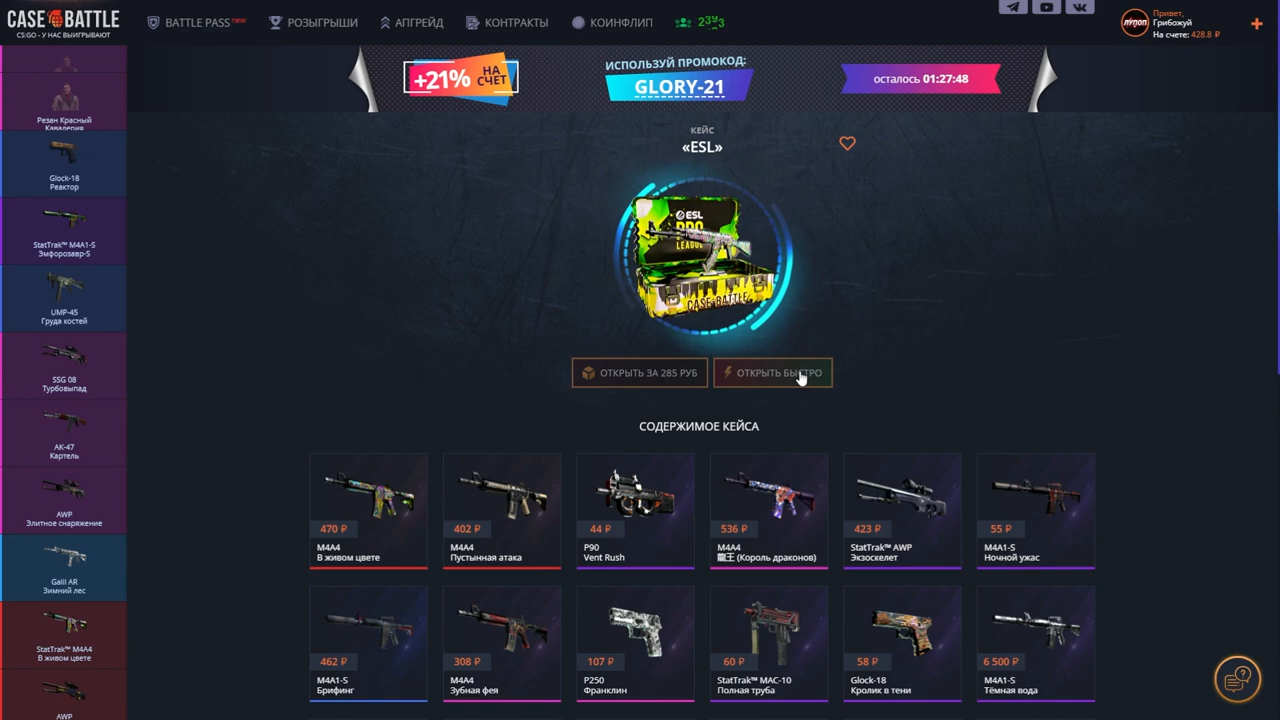 CASE BATTLE
CS:GO - У НАС ВЫИГРЫВАЮТ
BATTLE PASS new
РОЗЫГРЫШИ
АПГРЕЙД
КОНТРАКТЫ
КОИНФЛИП
Привет,
Грибожуй
На счете: 428.8 ₽
+
+21% НА СЧЁТ
ИСПОЛЬЗУЙ ПРОМОКОД:
GLORY-21
осталось 01:27:48
Резан Красный
Кавалерия
Glock-18
Реактор
StatTrak™ M4A1-S
Эмфорозавр-S
UMP-45
Груда костей
SSG 08
Турбовыпад
AK-47
Картель
AWP
Элитное снаряжение
Galil AR
Зимний лес
StatTrak™ M4A4
В живом цвете
AWP
КЕЙС
«ESL»
ESL
PRO
LEAGUE
CASE BATTLE
ОТКРЫТЬ ЗА 285 РУБ
ОТКРЫТЬ БЫСТРО
СОДЕРЖИМОЕ КЕЙСА
470 ₽
M4A4
В живом цвете
402 ₽
M4A4
Пустынная атака
44 ₽
P90
Vent Rush
536 ₽
M4A4
龍王 (Король драконов)
423 ₽
StatTrak™ AWP
Экзоскелет
55 ₽
M4A1-S
Ночной ужас
462 ₽
M4A1-S
Брифинг
308 ₽
M4A4
Зубная фея
107 ₽
P250
Франклин
60 ₽
StatTrak™ MAC-10
Полная труба
58 ₽
Glock-18
Кролик в тени
6 500 ₽
M4A1-S
Тёмная вода